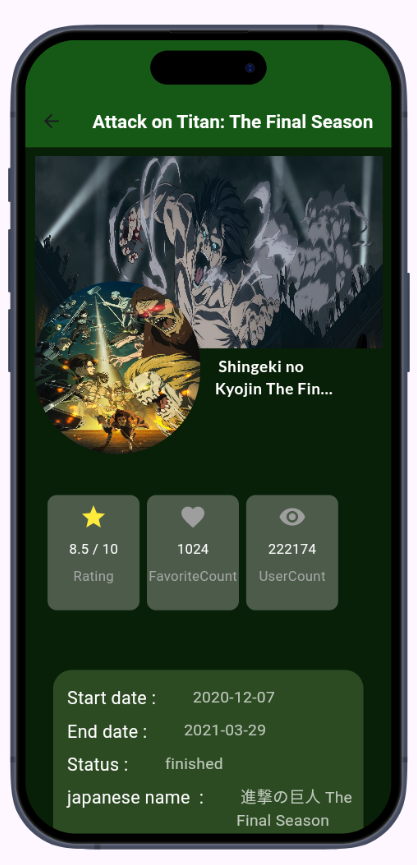 Attack on Titan: The Final Season
Shingeki no
Kyojin The Fin...
8.5 / 10
1024
222174
Rating
FavoriteCount
UserCount
Start date : 2020-12-07
End date : 2021-03-29
Status : finished
japanese name : 進撃の巨人 The
Final Season